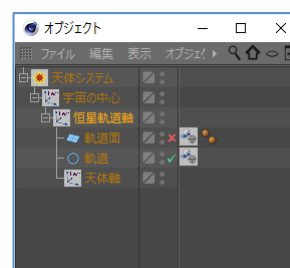 オブジェクト
ファイル 編集 表示 オブジェ
天体システム
宇宙の中心
恒星軌道軸
軌道面
軌道
天体軸